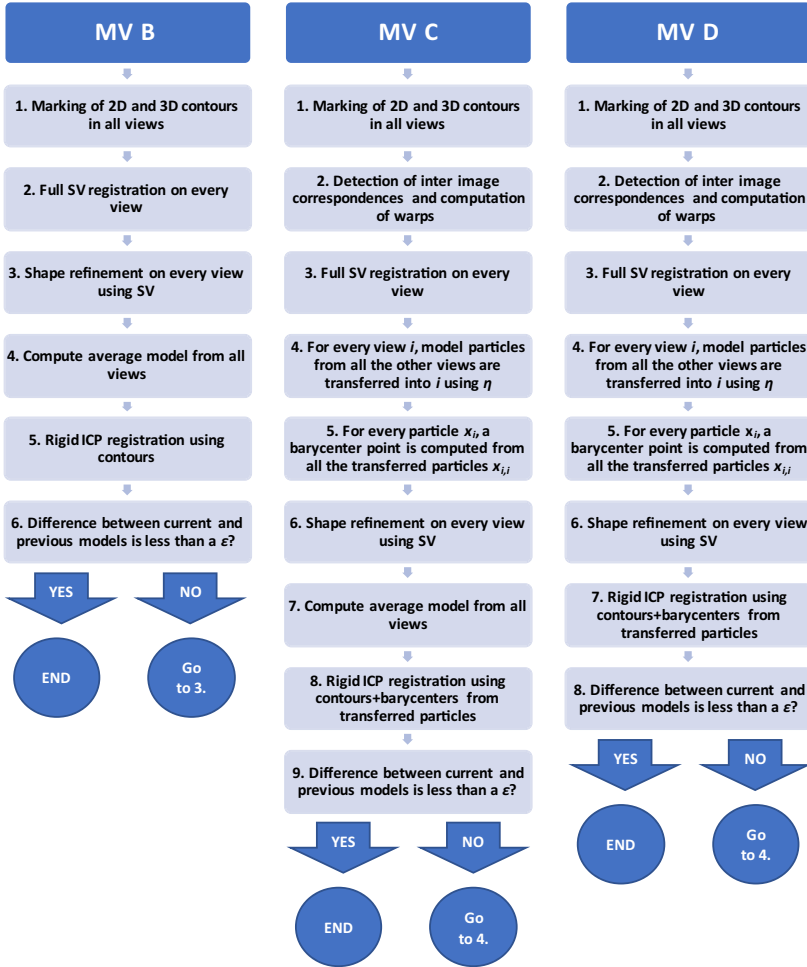 MV B
1. Marking of 2D and 3D contours
in all views
2. Full SV registration on every
view
3. Shape refinement on every view
using SV
4. Compute average model from all
views
5. Rigid ICP registration using
contours
6. Difference between current and
previous models is less than a ε?
YES
NO
END
Go
to 3.
MV C
1. Marking of 2D and 3D contours
in all views
2. Detection of inter image
correspondences and computation
of warps
3. Full SV registration on every
view
4. For every view i, model particles
from all the other views are
transferred into i using η
5. For every particle xi, a
barycenter point is computed from
all the transferred particles xi,i
6. Shape refinement on every view
using SV
7. Compute average model from all
views
8. Rigid ICP registration using
contours+barycenters from
transferred particles
9. Difference between current and
previous models is less than a ε?
YES
NO
END
Go
to 4.
MV D
1. Marking of 2D and 3D contours
in all views
2. Detection of inter image
correspondences and computation
of warps
3. Full SV registration on every
view
4. For every view i, model particles
from all the other views are
transferred into i using η
5. For every particle xi, a
barycenter point is computed from
all the transferred particles xi,i
6. Shape refinement on every view
using SV
7. Rigid ICP registration using
contours+barycenters from
transferred particles
8. Difference between current and
previous models is less than a ε?
YES
NO
END
Go
to 4.